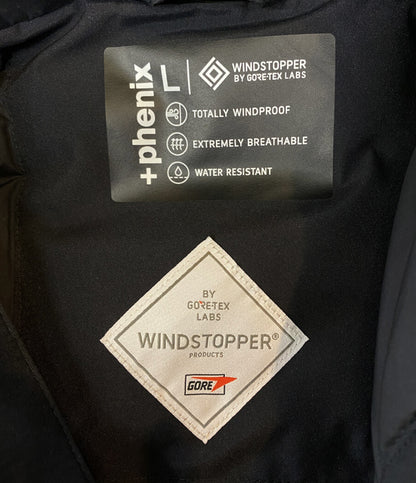 +phenix
L
WINDSTOPPER
BY GORE-TEX LABS
TOTALLY WINDPROOF
EXTREMELY BREATHABLE
WATER RESISTANT
BY
GORE-TEX
LABS
WINDSTOPPER®
PRODUCTS
GORE